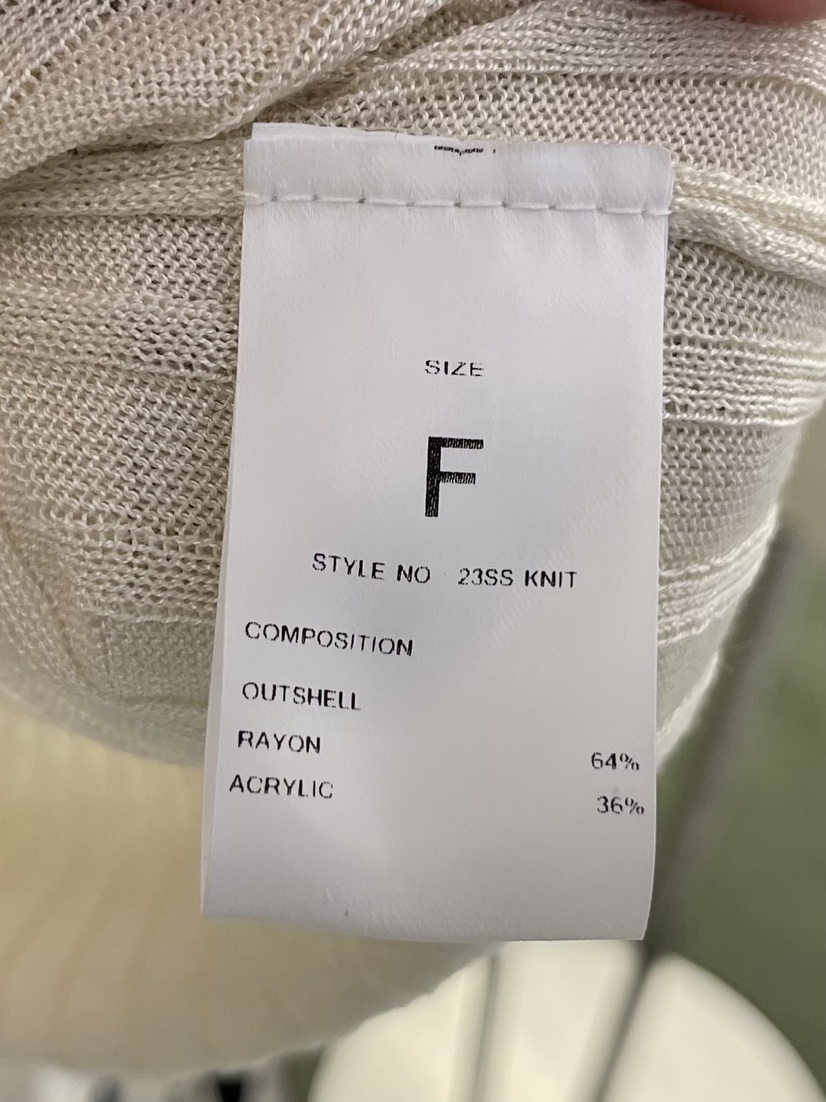 SIZE
F
STYLE NO 23SS KNIT
COMPOSITION
OUTSHELL
RAYON 64%
ACRYLIC 36%